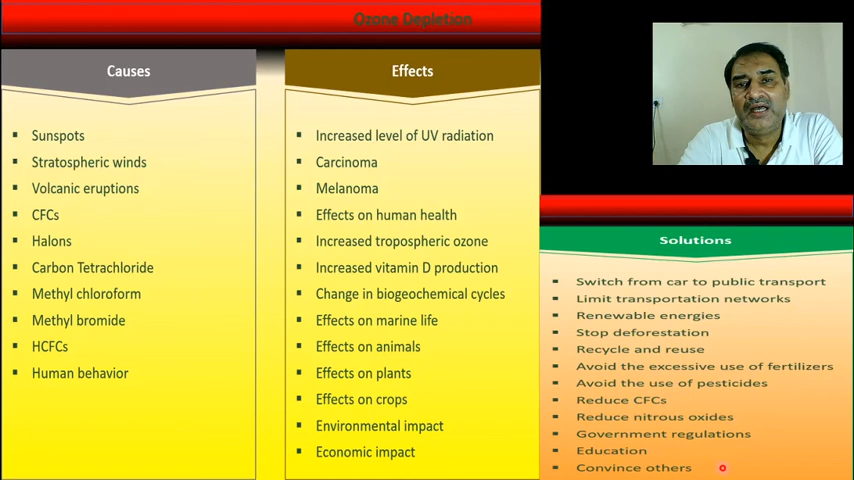 Ozone Depletion
Causes
Sunspots
Stratospheric winds
Volcanic eruptions
CFCs
Halons
Carbon Tetrachloride
Methyl chloroform
Methyl bromide
HCFCs
Human behavior
Effects
Increased level of UV radiation
Carcinoma
Melanoma
Effects on human health
Increased tropospheric ozone
Increased vitamin D production
Change in biogeochemical cycles
Effects on marine life
Effects on animals
Effects on plants
Effects on crops
Environmental impact
Economic impact
Solutions
Switch from car to public transport
Limit transportation networks
Renewable energies
Stop deforestation
Recycle and reuse
Avoid the excessive use of fertilizers
Avoid the use of pesticides
Reduce CFCs
Reduce nitrous oxides
Government regulations
Education
Convince others